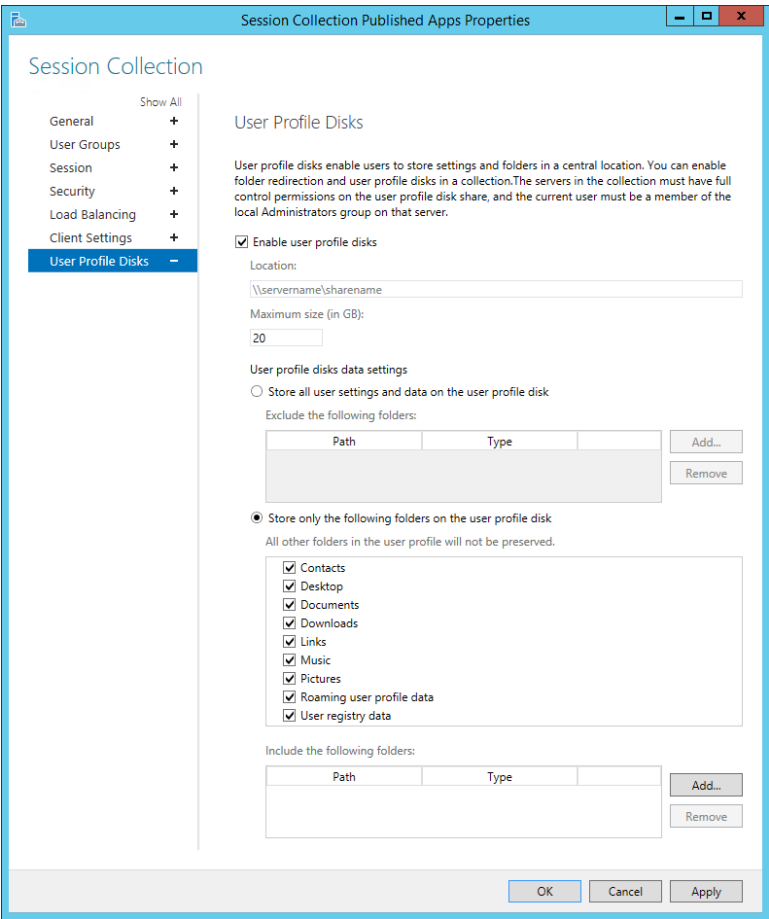 Session Collection Published Apps Properties
Session Collection
Show All
General +
User Groups +
Session +
Security +
Load Balancing +
Client Settings +
User Profile Disks –
User Profile Disks
User profile disks enable users to store settings and folders in a central location. You can enable
folder redirection and user profile disks in a collection.The servers in the collection must have full
control permissions on the user profile disk share, and the current user must be a member of the
local Administrators group on that server.
Enable user profile disks
Location:
\\servername\sharename
Maximum size (in GB):
20
User profile disks data settings
Store all user settings and data on the user profile disk
Exclude the following folders:
Path Type
Add...
Remove
Store only the following folders on the user profile disk
All other folders in the user profile will not be preserved.
Contacts
Desktop
Documents
Downloads
Links
Music
Pictures
Roaming user profile data
User registry data
Include the following folders:
Path Type
Add...
Remove
OK Cancel Apply